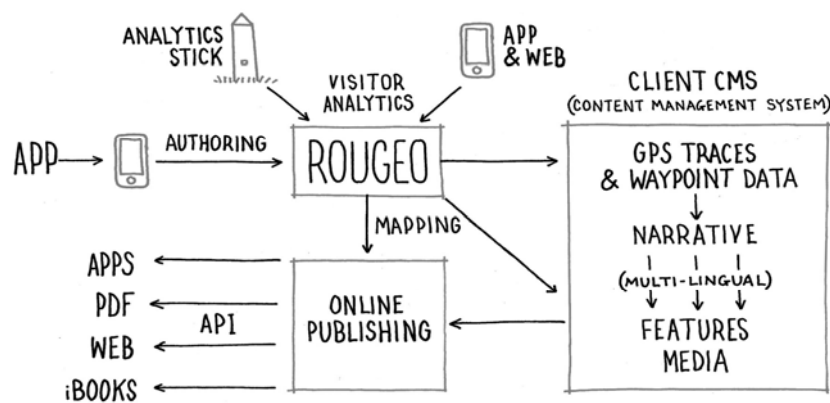 ANALYTICS
STICK
APP
& WEB
VISITOR
ANALYTICS
CLIENT CMS
(CONTENT MANAGEMENT SYSTEM)
APP
AUTHORING
ROUGEO
GPS TRACES
& WAYPOINT DATA
MAPPING
NARRATIVE
(MULTI-LINGUAL)
FEATURES
MEDIA
APPS
PDF
API
WEB
iBOOKS
ONLINE
PUBLISHING